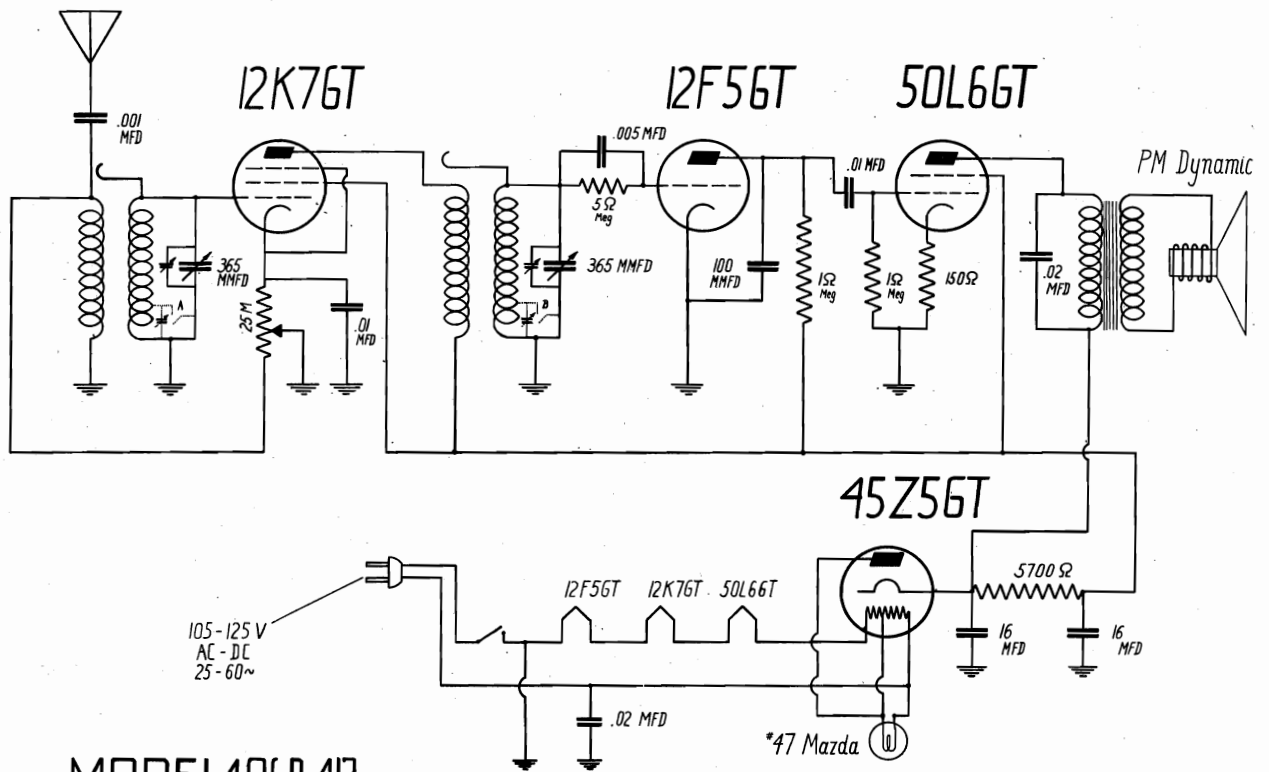 12K7GT
12F5GT
50L6GT
.001
MFD
.005 MFD
.01 MFD
PM Dynamic
5Ω
Meg
365
MMFD
365 MMFD
100
MMFD
1Ω
Meg
1Ω
Meg
150Ω
.02
MFD
A
B
25 M
.01
MFD
45Z5GT
12F5GT
12K7GT
50L6GT
5700 Ω
105-125 V
AC-DC
25-60~
16
MFD
16
MFD
.02 MFD
#47 Mazda